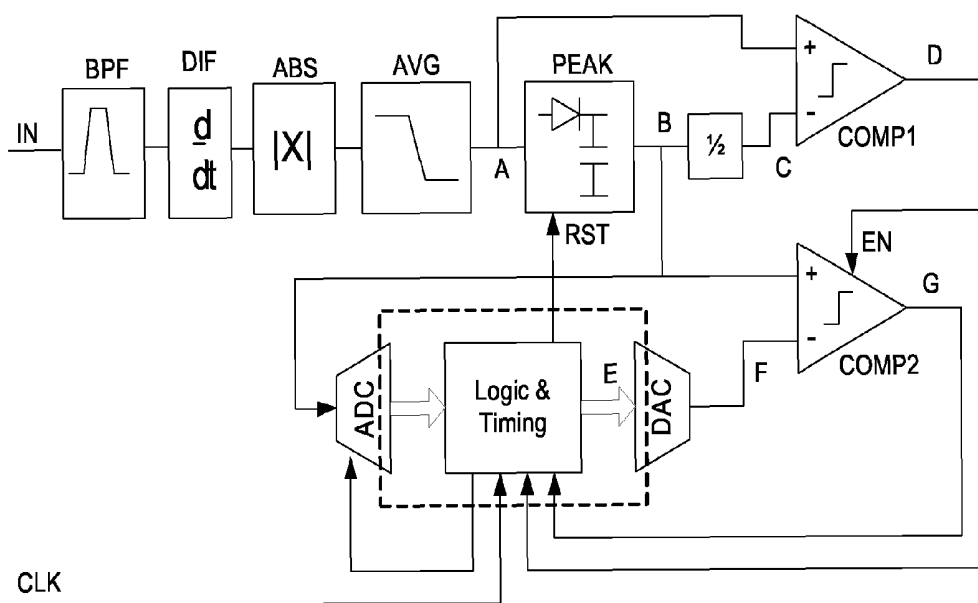 BPF
DIF
ABS
AVG
PEAK
IN
d
dt
|X|
A
B
½
C
+
-
COMP1
D
RST
EN
+
-
COMP2
G
ADC
Logic &
Timing
E
DAC
F
CLK